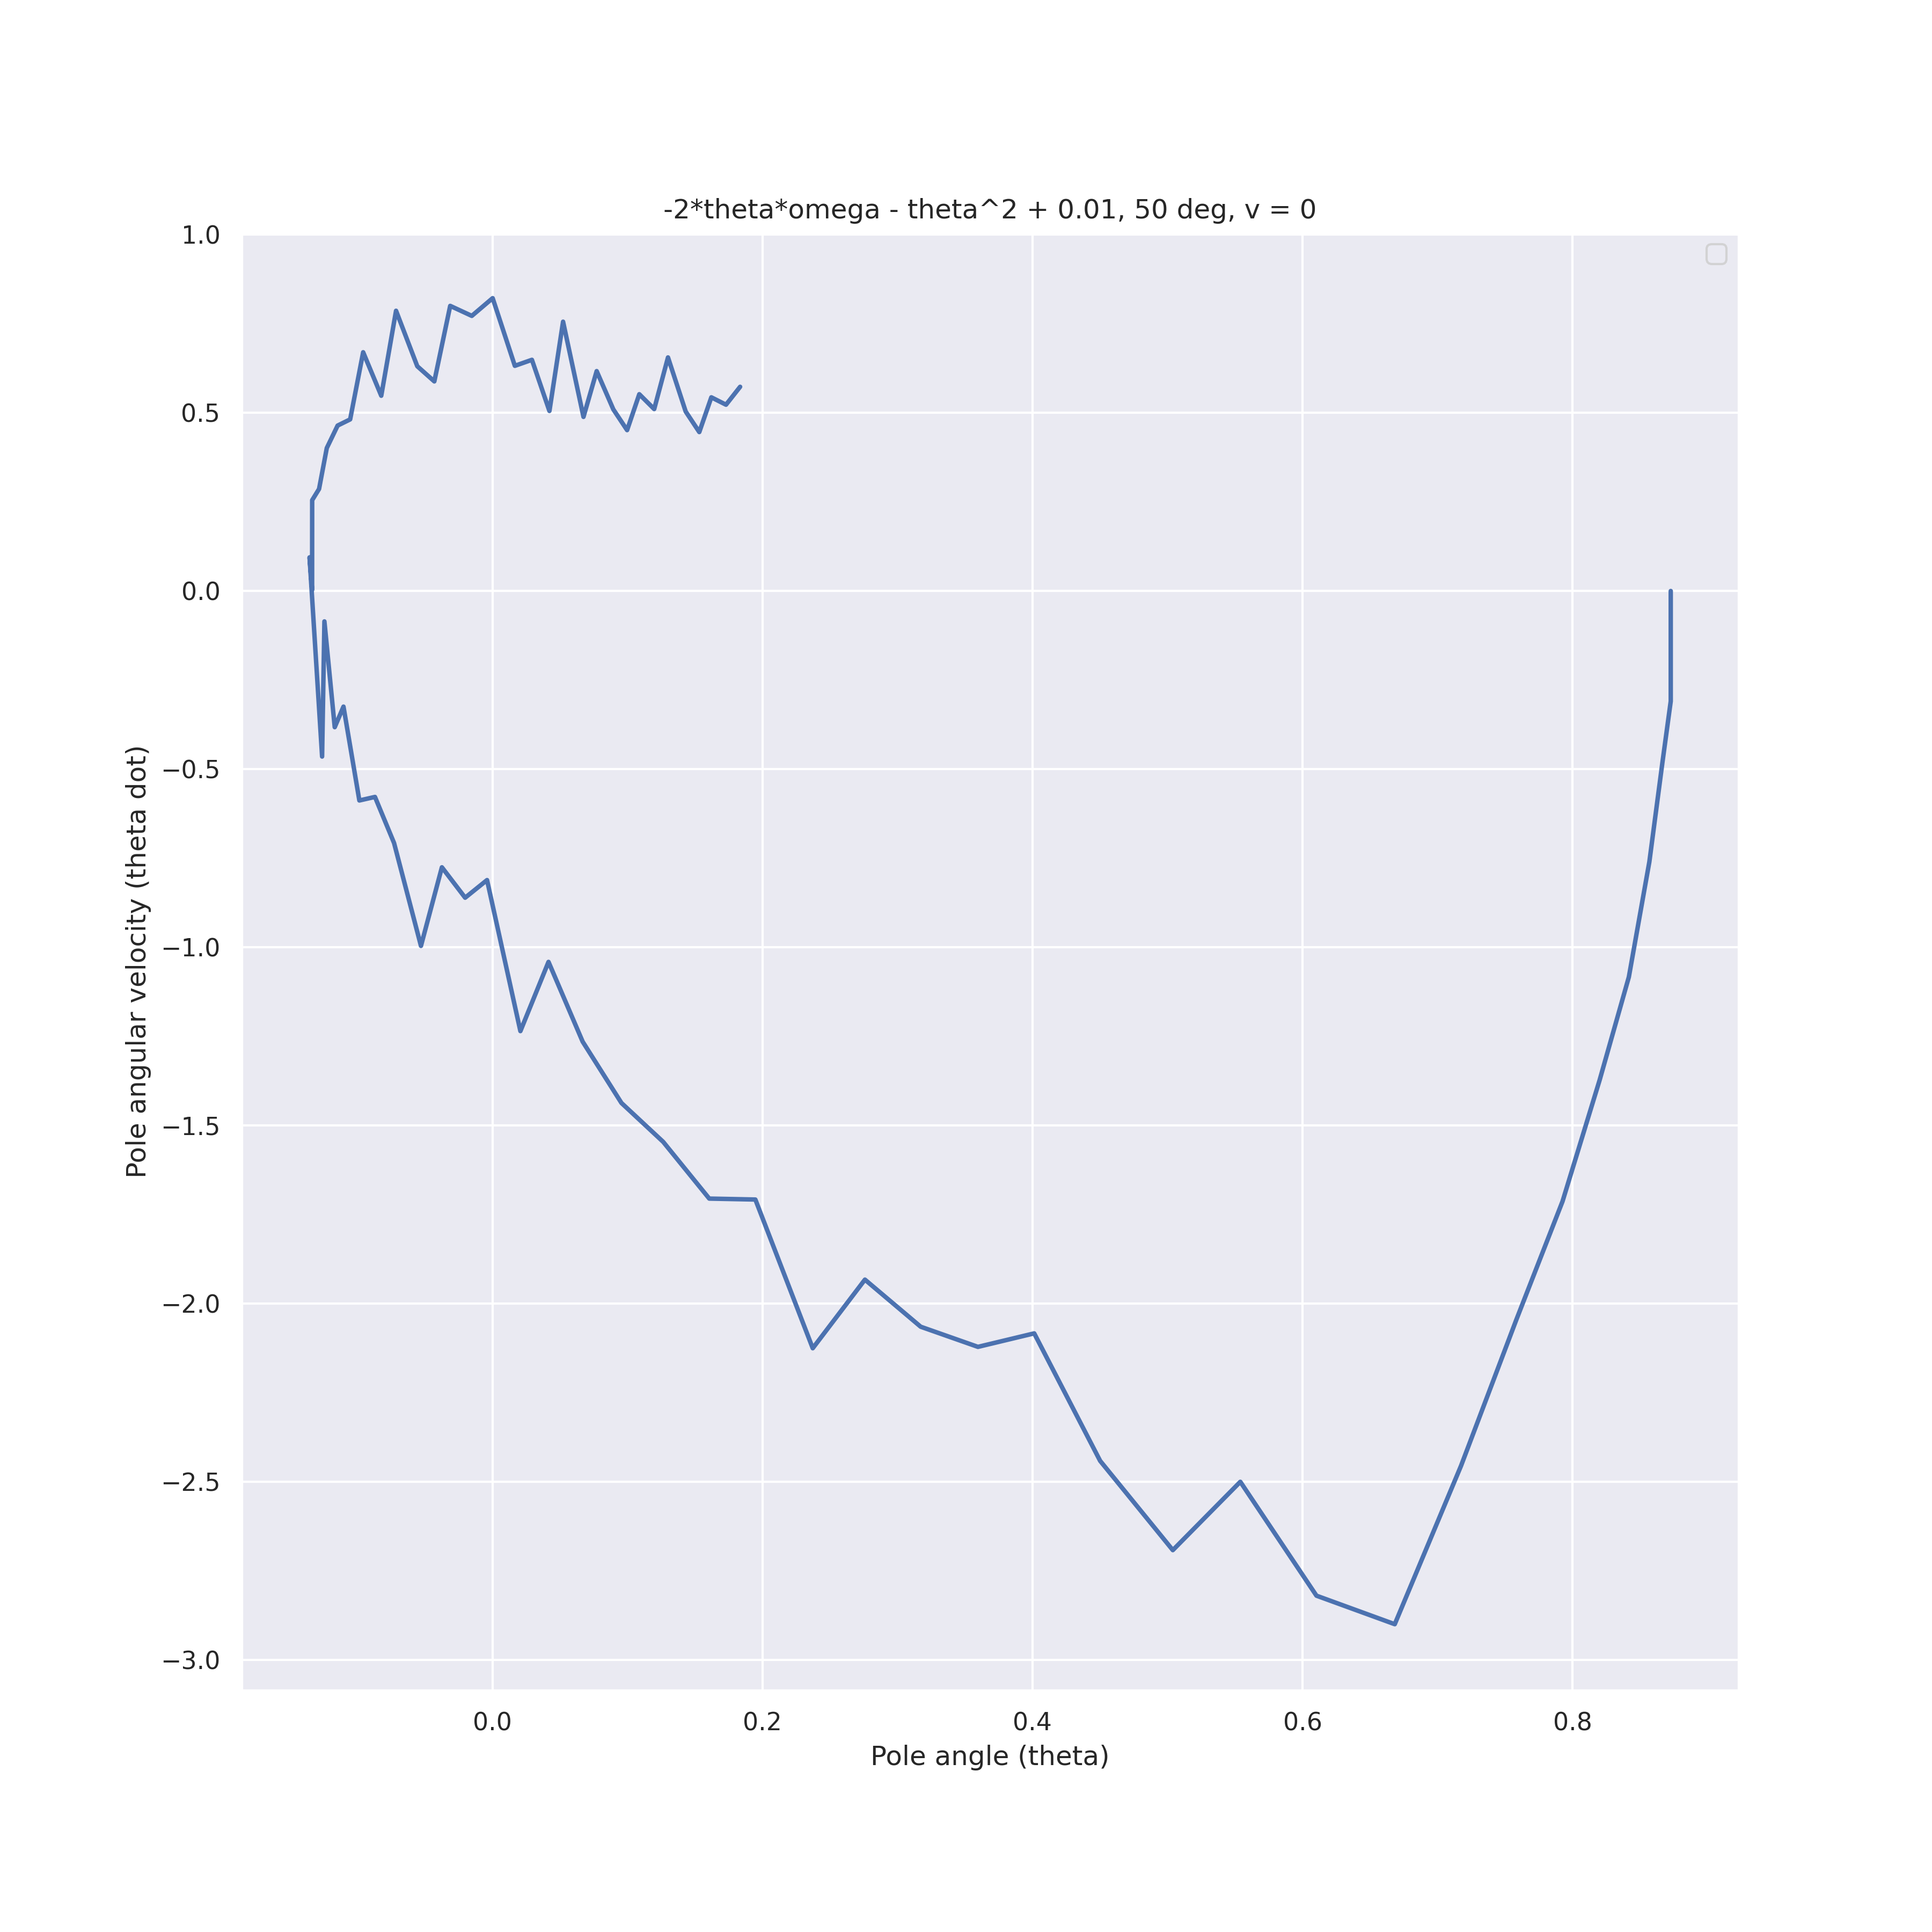 -2*theta*omega - theta^2 + 0.01, 50 deg, v = 0
1.0
0.5
0.0
−0.5
−1.0
−1.5
−2.0
−2.5
−3.0
Pole angular velocity (theta dot)
0.0 0.2 0.4 0.6 0.8
Pole angle (theta)